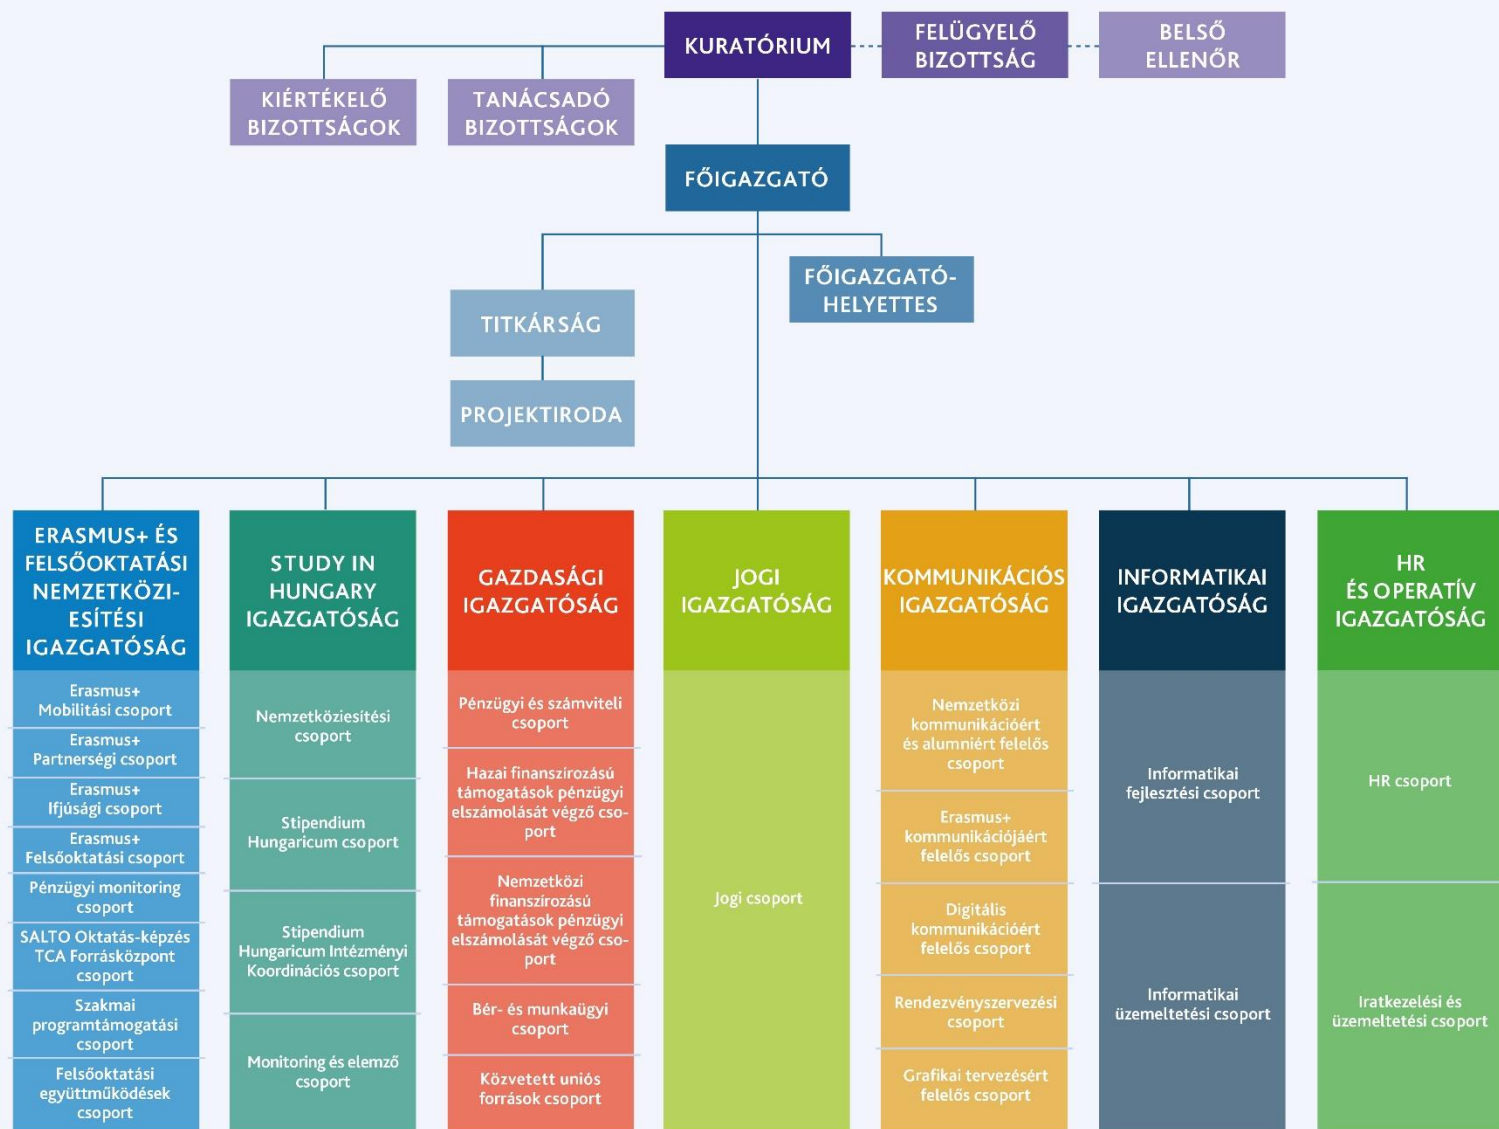 KURATÓRIUM
FELÜGYELŐ
BIZOTTSÁG
BELSŐ
ELLENŐR
KIÉRTÉKELŐ
BIZOTTSÁGOK
TANÁCSADÓ
BIZOTTSÁGOK
FŐIGAZGATÓ
FŐIGAZGATÓ-
HELYETTES
TITKÁRSÁG
PROJEKTIRODA
ERASMUS+ ÉS
FELSŐOKTATÁSI
NEMZETKÖZI-
ESÍTÉSI
IGAZGATÓSÁG
Erasmus+
Mobilitási csoport
Erasmus+
Partnerségi csoport
Erasmus+
Ifjúsági csoport
Erasmus+
Felsőoktatási csoport
Pénzügyi monitoring
csoport
SALTO Oktatás-képzés
TCA Forrásközpont
csoport
Szakmai
programtámogatási
csoport
Felsőoktatási
együttműködések
csoport
STUDY IN
HUNGARY
IGAZGATÓSÁG
Nemzetköziesítési
csoport
Stipendium
Hungaricum csoport
Stipendium
Hungaricum Intézményi
Koordinációs csoport
Monitoring és elemző
csoport
GAZDASÁGI
IGAZGATÓSÁG
Pénzügyi és számviteli
csoport
Hazai finanszírozású
támogatások pénzügyi
elszámolását végző cso-
port
Nemzetközi
finanszírozású
támogatások pénzügyi
elszámolását végző cso-
port
Bér- és munkaügyi
csoport
Közvetett uniós
források csoport
JOGI
IGAZGATÓSÁG
Jogi csoport
KOMMUNIKÁCIÓS
IGAZGATÓSÁG
Nemzetközi
kommunikációért
és alumniért felelős
csoport
Erasmus+
kommunikációjáért
felelős csoport
Digitális
kommunikációért
felelős csoport
Rendezvényszervezési
csoport
Grafikai tervezésért
felelős csoport
INFORMATIKAI
IGAZGATÓSÁG
Informatikai
fejlesztési csoport
Informatikai
üzemeltetési csoport
HR
ÉS OPERATÍV
IGAZGATÓSÁG
HR csoport
Iratkezelési és
üzemeltetési csoport